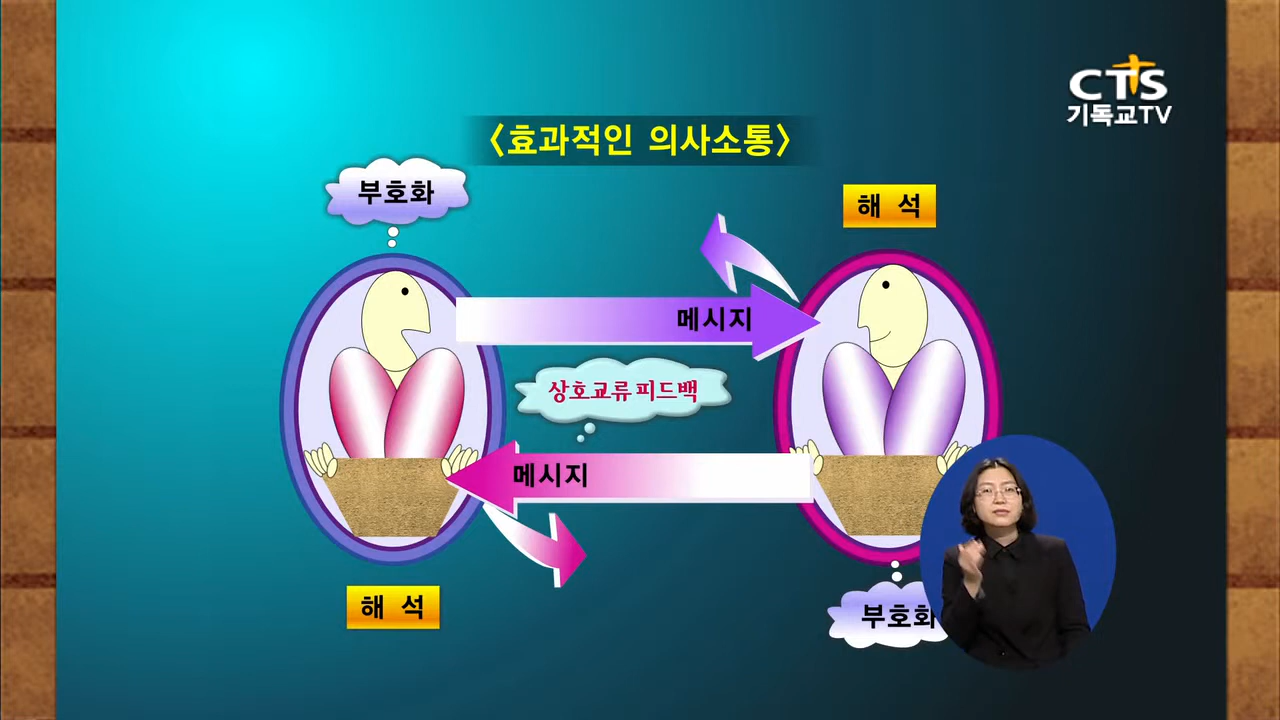 CTS
기독교TV
<효과적인 의사소통>
부호화
해 석
메시지
상호교류 피드백
메시지
해 석
부호화